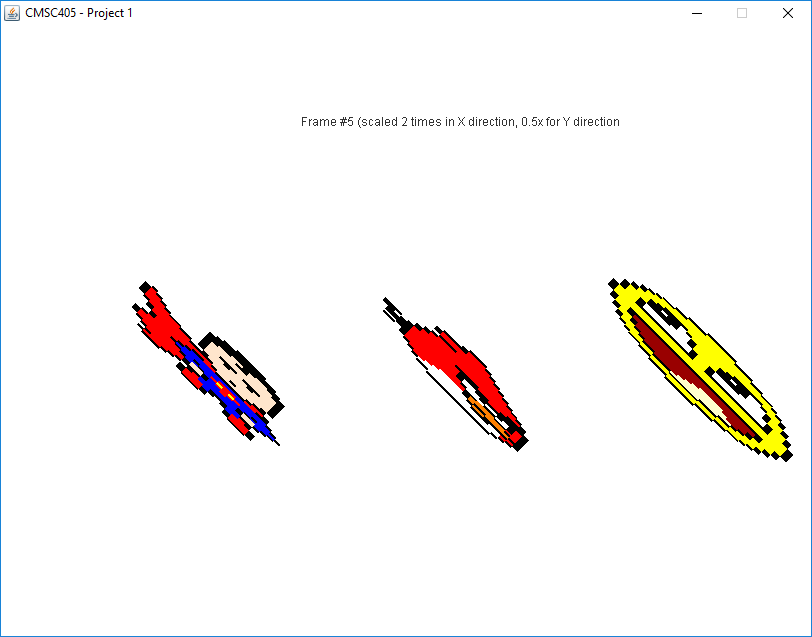 CMSC405 - Project 1
Frame #5 (scaled 2 times in X direction, 0.5x for Y direction